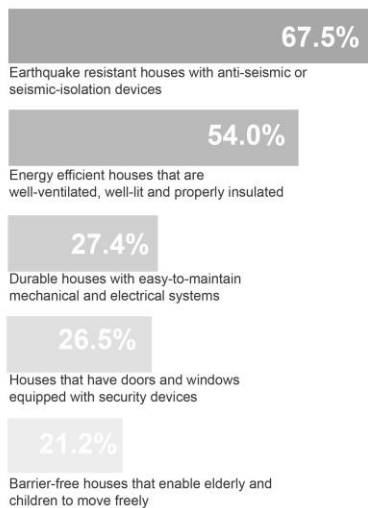 67.5%
Earthquake resistant houses with anti-seismic or
seismic-isolation devices
54.0%
Energy efficient houses that are
well-ventilated, well-lit and properly insulated
27.4%
Durable houses with easy-to-maintain
mechanical and electrical systems
26.5%
Houses that have doors and windows
equipped with security devices
21.2%
Barrier-free houses that enable elderly and
children to move freely